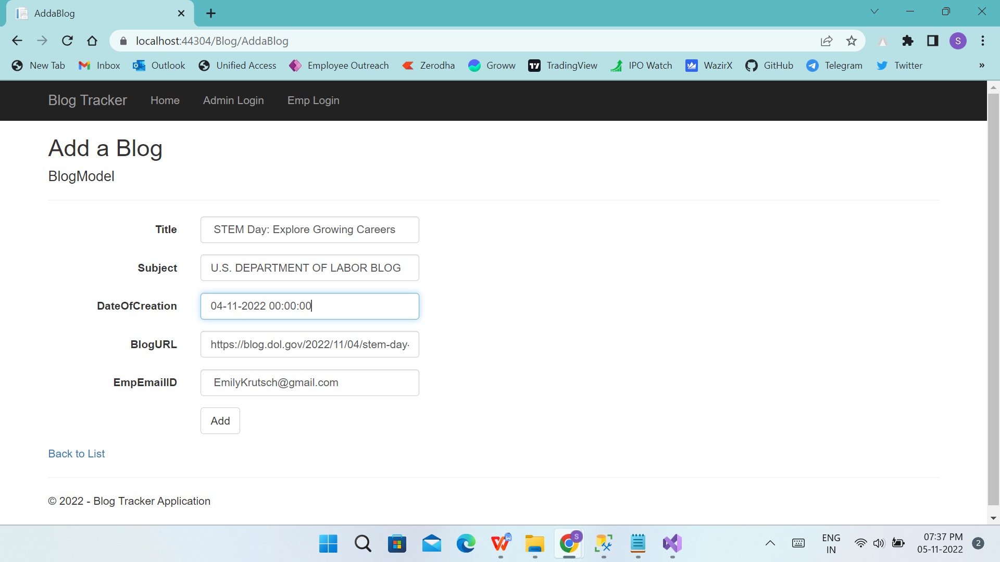 AddaBlog
localhost:44304/Blog/AddaBlog
S
New Tab Inbox Outlook Unified Access Employee Outreach Zerodha Groww TradingView IPO Watch WazirX GitHub Telegram Twitter »
Blog Tracker Home Admin Login Emp Login
Add a Blog
BlogModel
Title STEM Day: Explore Growing Careers
Subject U.S. DEPARTMENT OF LABOR BLOG
DateOfCreation 04-11-2022 00:00:00
BlogURL https://blog.dol.gov/2022/11/04/stem-day-
EmpEmailID EmilyKrutsch@gmail.com
Add
Back to List
© 2022 - Blog Tracker Application
ENG
IN
07:37 PM
05-11-2022
2